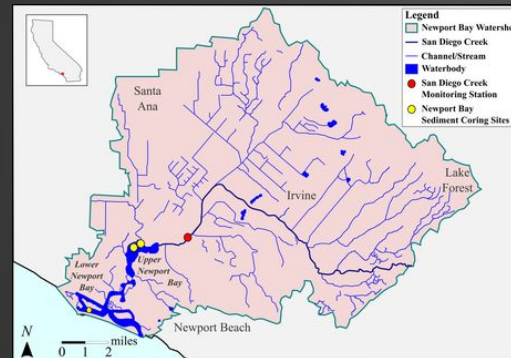 Legend
Newport Bay Watershe
San Diego Creek
Channel/Stream
Waterbody
San Diego Creek
Monitoring Station
Newport Bay
Sediment Coring Sites
Santa
Ana
Irvine
Lake
Forest
Lower
Newport
Bay
Upper
Newport
Bay
Newport Beach
N
0 1 2 miles